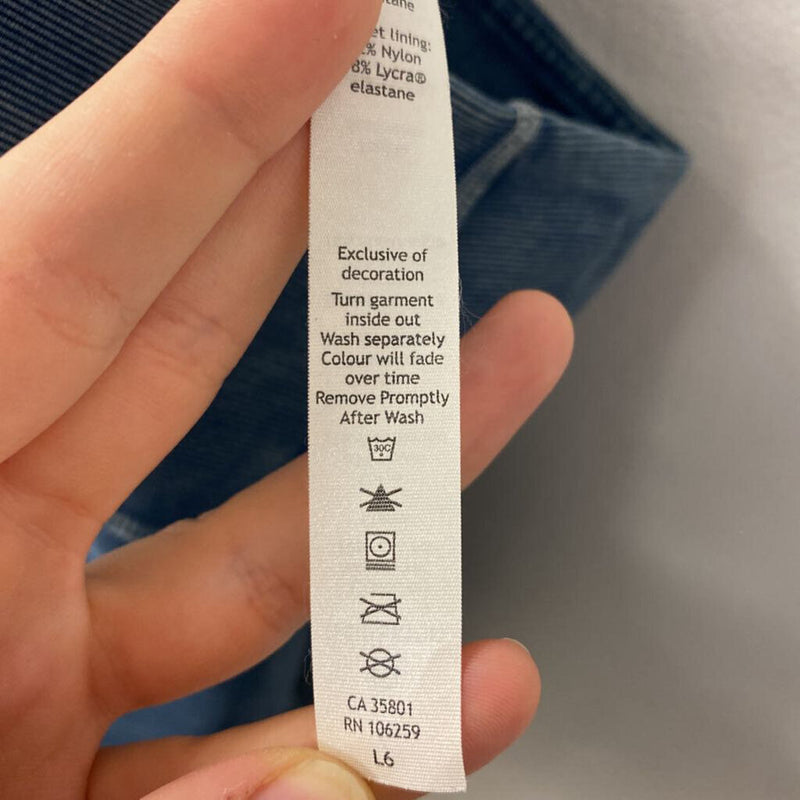 lining:
% Nylon
8% Lycra®
elastane
Exclusive of
decoration
Turn garment
inside out
Wash separately
Colour will fade
over time
Remove Promptly
After Wash
30C
CA 35801
RN 106259
L6